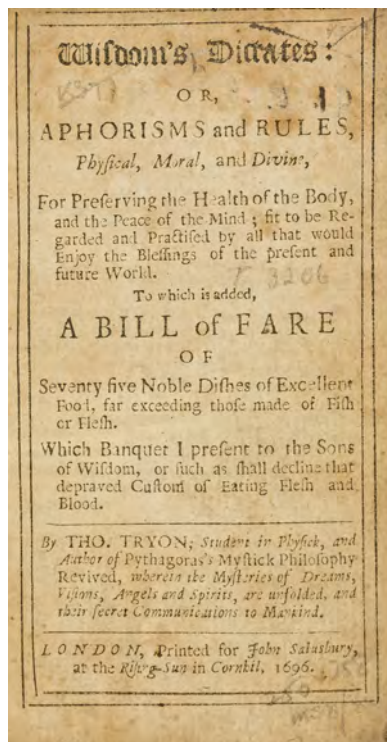 Wiſdom's Dictates:
OR,
APHORISMS and RULES,
Phyſical, Moral, and Divine,
For Preſerving the Health of the Body,
and the Peace of the Mind ; fit to be Re-
garded and Practiſed by all that would
Enjoy the Bleſſings of the preſent and
future World.
To which is added,
A BILL of FARE
OF
Seventy five Noble Diſhes of Excellent
Food, far exceeding thoſe made of Fiſh
or Fleſh.
Which Banquet I preſent to the Sons
of Wiſdom, or ſuch as ſhall decline that
depraved Cuſtom of Eating Fleſh and
Blood.
By THO. TRYON, Student in Phyſick, and
Author of Pythagoras's Myſtick Philoſophy
Revived, wherein the Myſteries of Dreams,
Viſions, Angels and Spirits, are unfolded, and
their ſecret Communications to Mankind.
LONDON, Printed for John Salusbury,
at the Riſing-Sun in Cornhil, 1696.